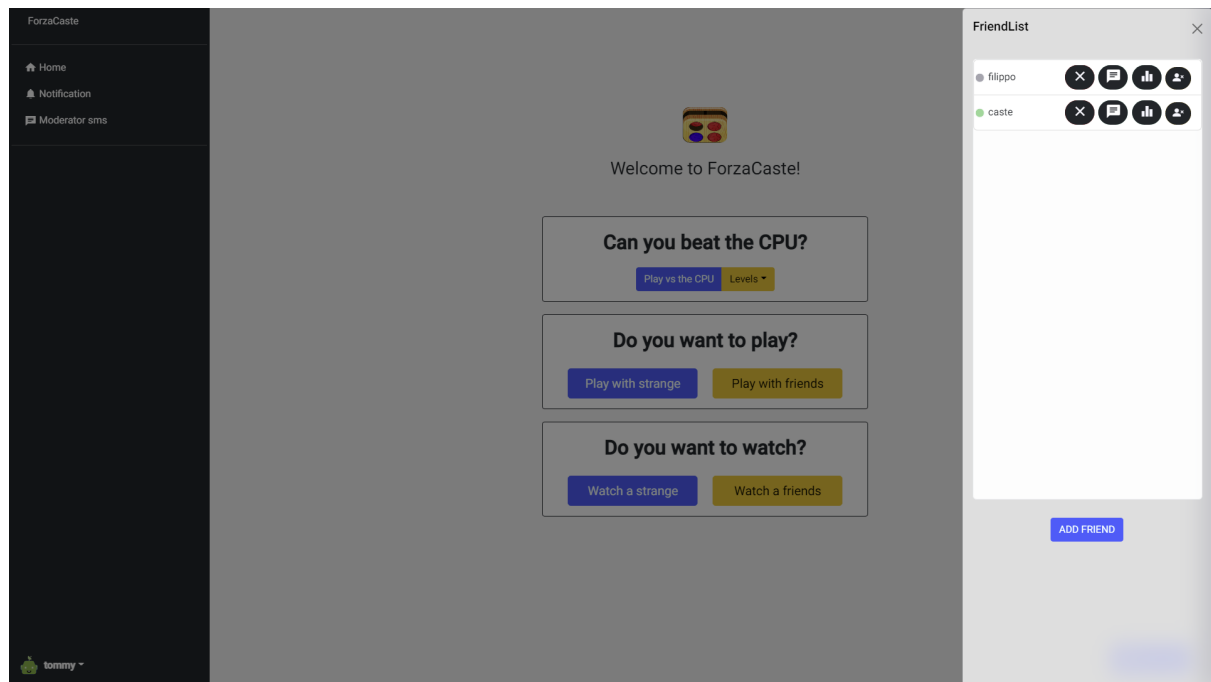 ForzaCaste
Home
Notification
Moderator sms
tommy
Welcome to ForzaCaste!
Can you beat the CPU?
Play vs the CPU Levels
Do you want to play?
Play with strange Play with friends
Do you want to watch?
Watch a strange Watch a friends
FriendList
filippo
caste
ADD FRIEND